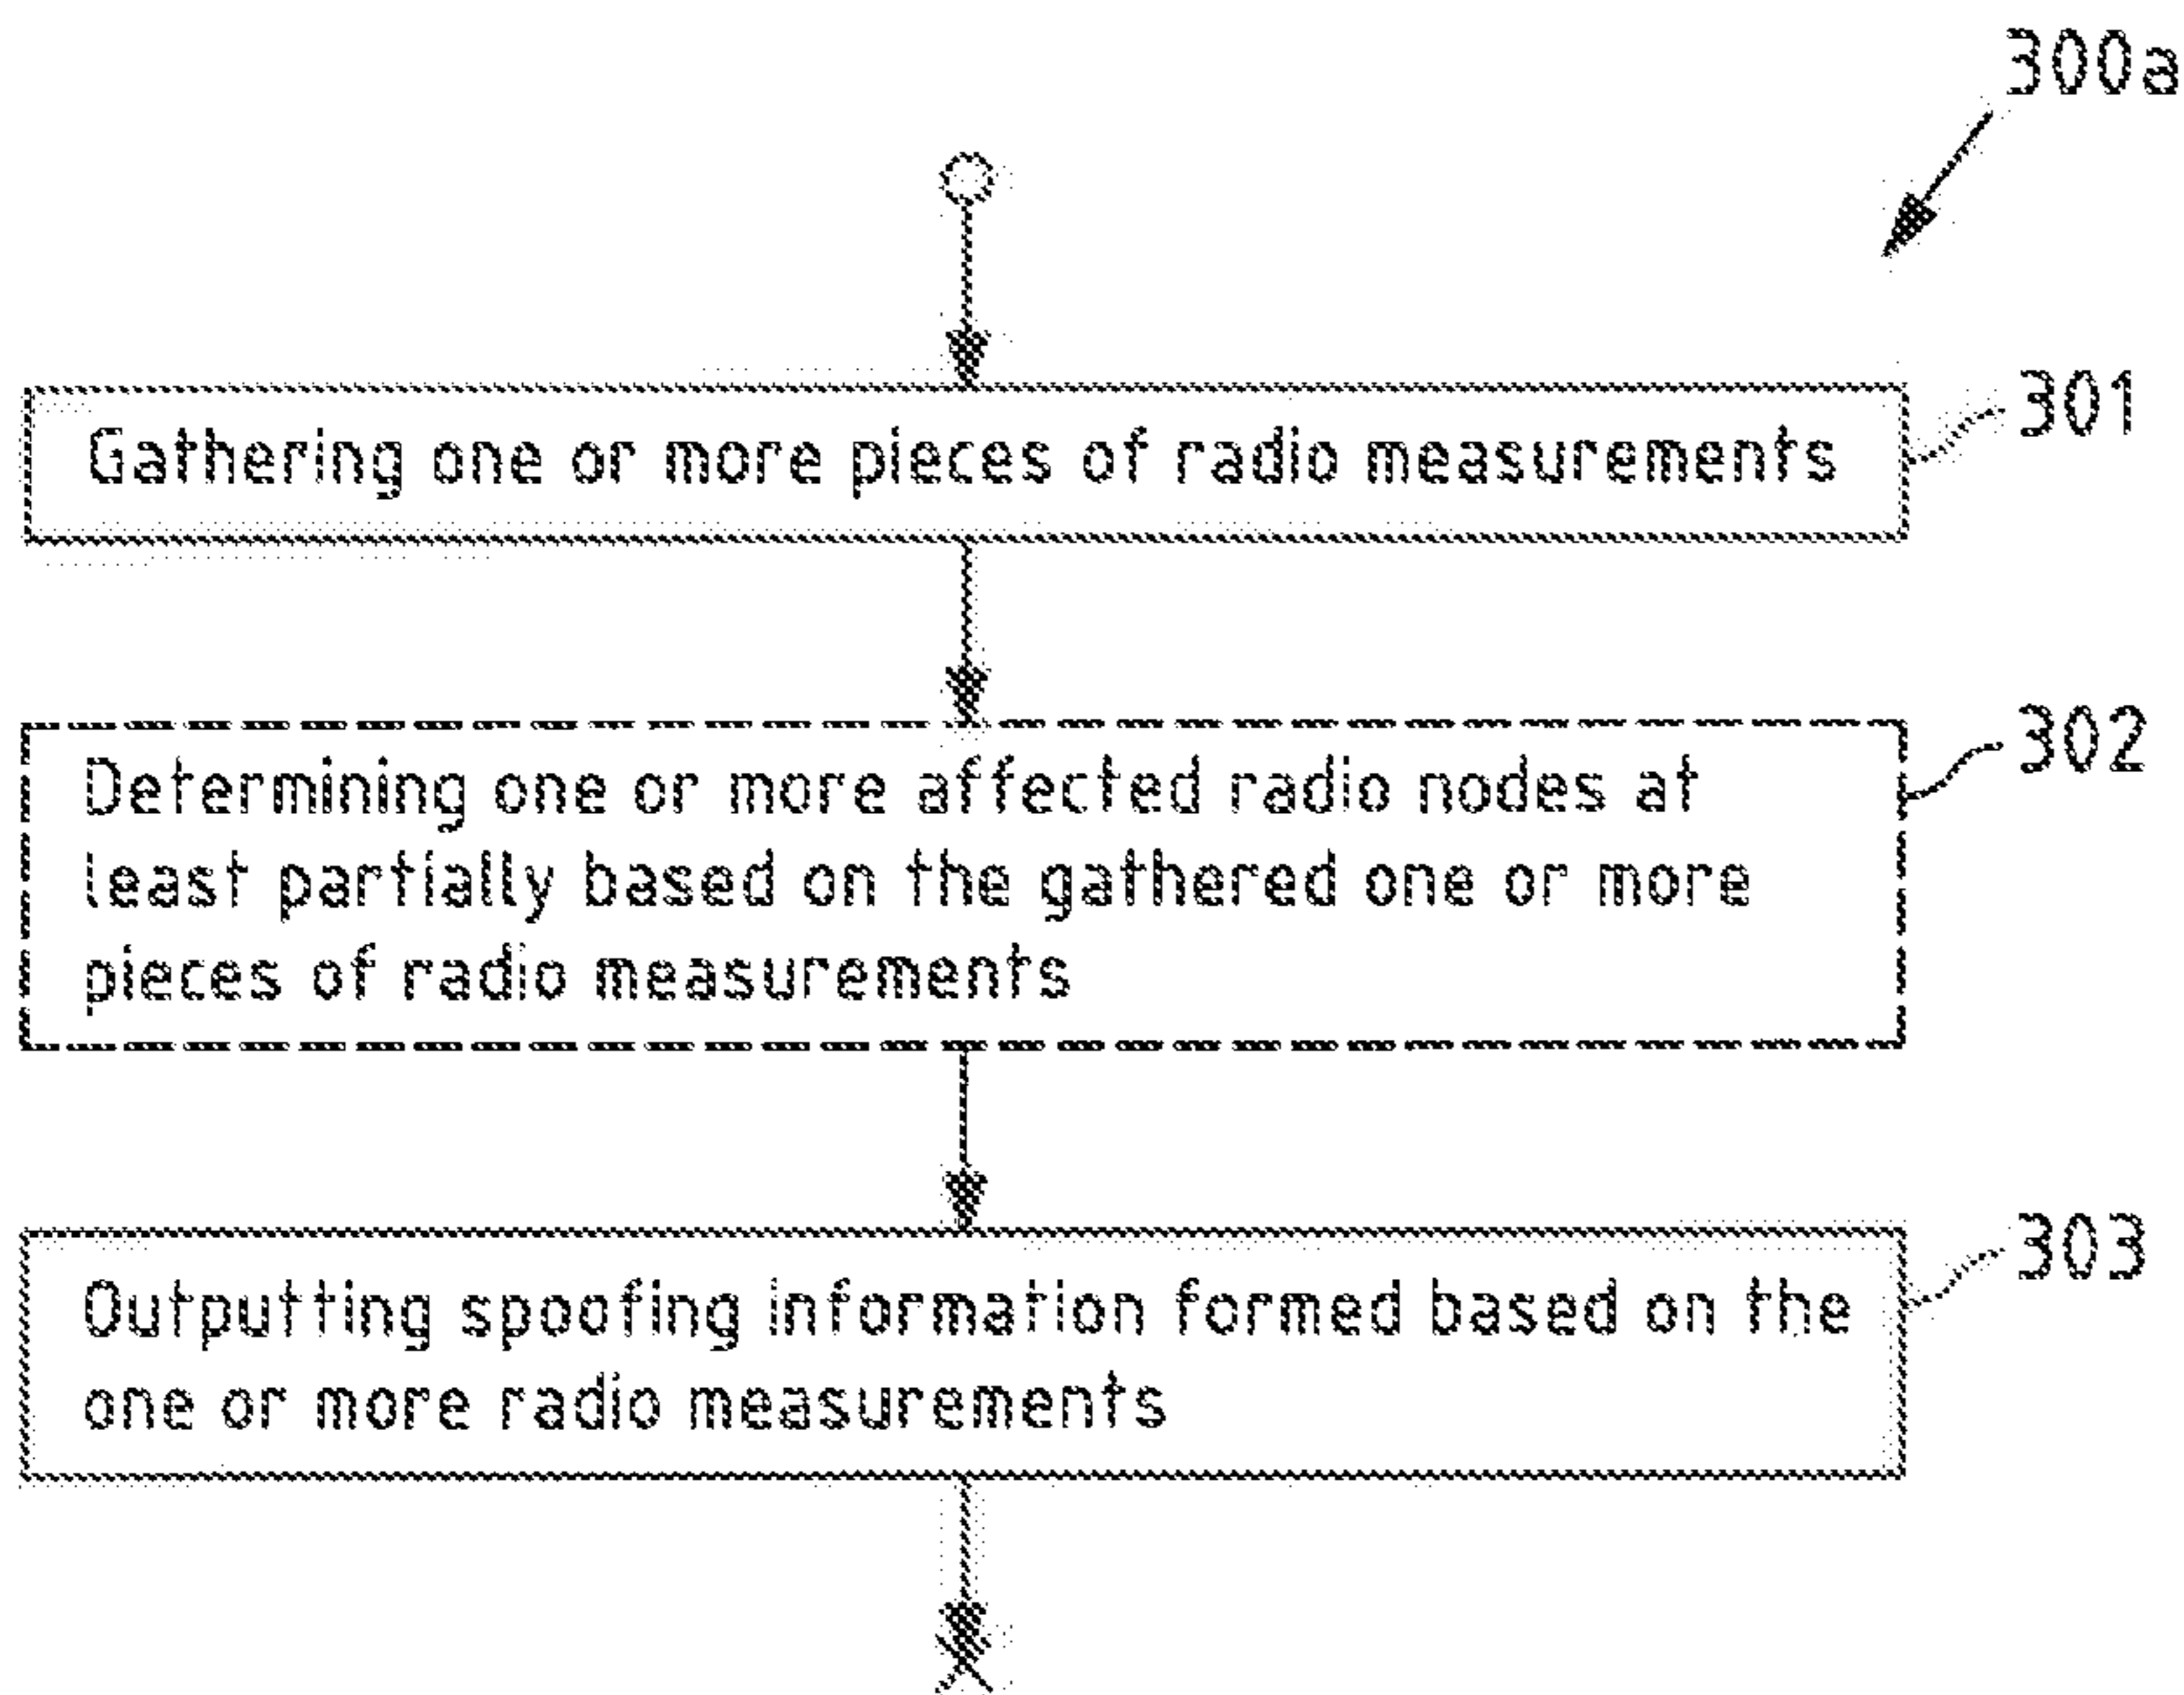 300a
301
Gathering one or more pieces of radio measurements
302
Determining one or more affected radio nodes at
least partially based on the gathered one or more
pieces of radio measurements
303
Outputting spoofing information formed based on the
one or more radio measurements